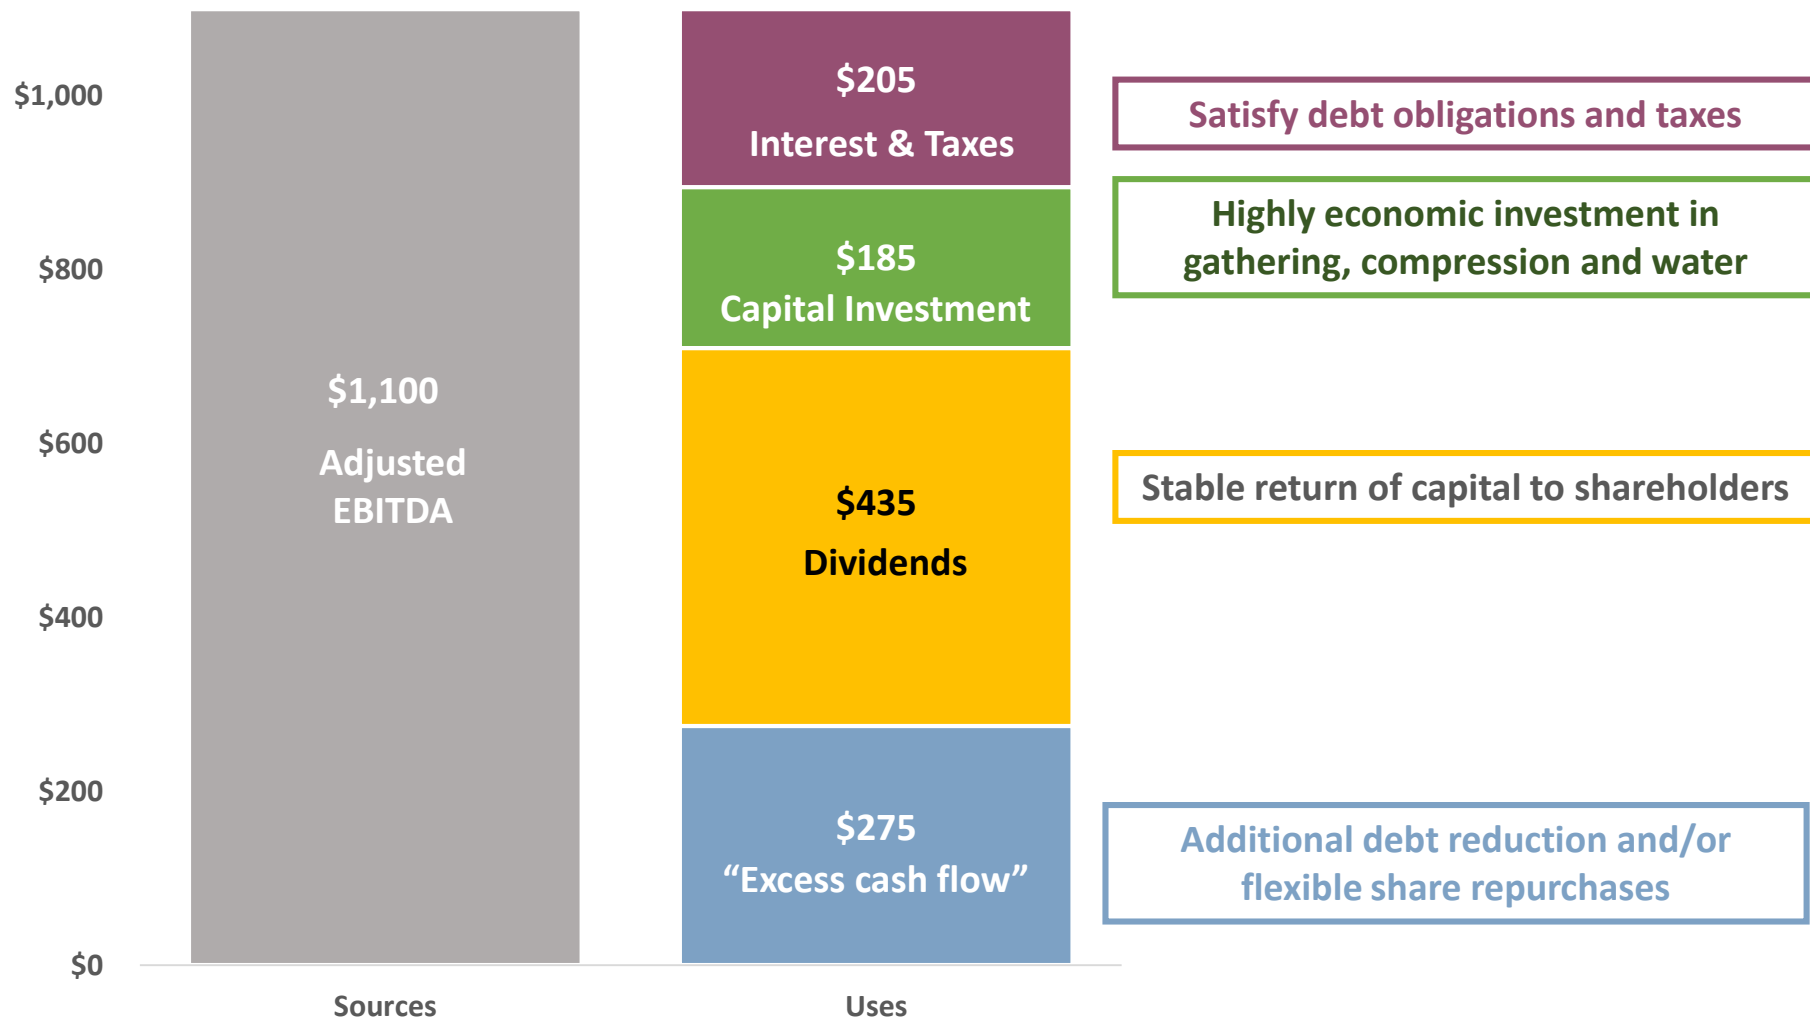 $1,000
$800
$600
$400
$200
$0
$1,100
Adjusted
EBITDA
Sources
$205
Interest & Taxes
$185
Capital Investment
$435
Dividends
$275
“Excess cash flow”
Uses
Satisfy debt obligations and taxes
Highly economic investment in
gathering, compression and water
Stable return of capital to shareholders
Additional debt reduction and/or
flexible share repurchases